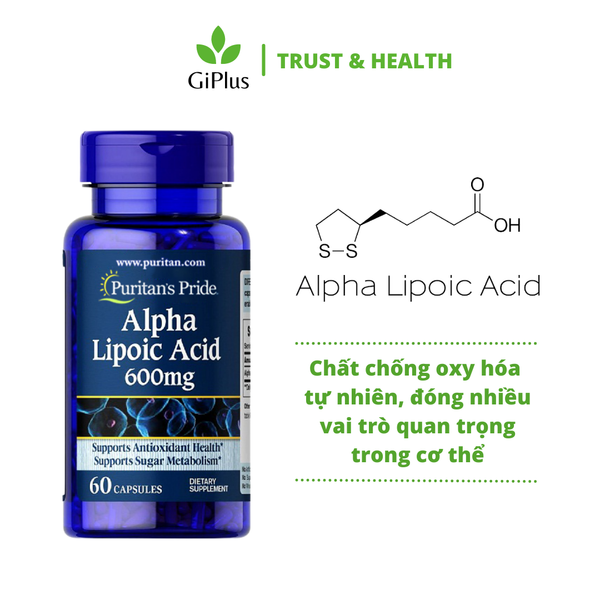 GiPlus
TRUST & HEALTH
www.puritan.com
Puritan's Pride
Alpha
Lipoic Acid
600mg
Supports Antioxidant Health*
Supports Sugar Metabolism*
60 CAPSULES
DIETARY
SUPPLEMENT
O
OH
S-S
Alpha Lipoic Acid
Chất chống oxy hóa
tự nhiên, đóng nhiều
vai trò quan trọng
trong cơ thể